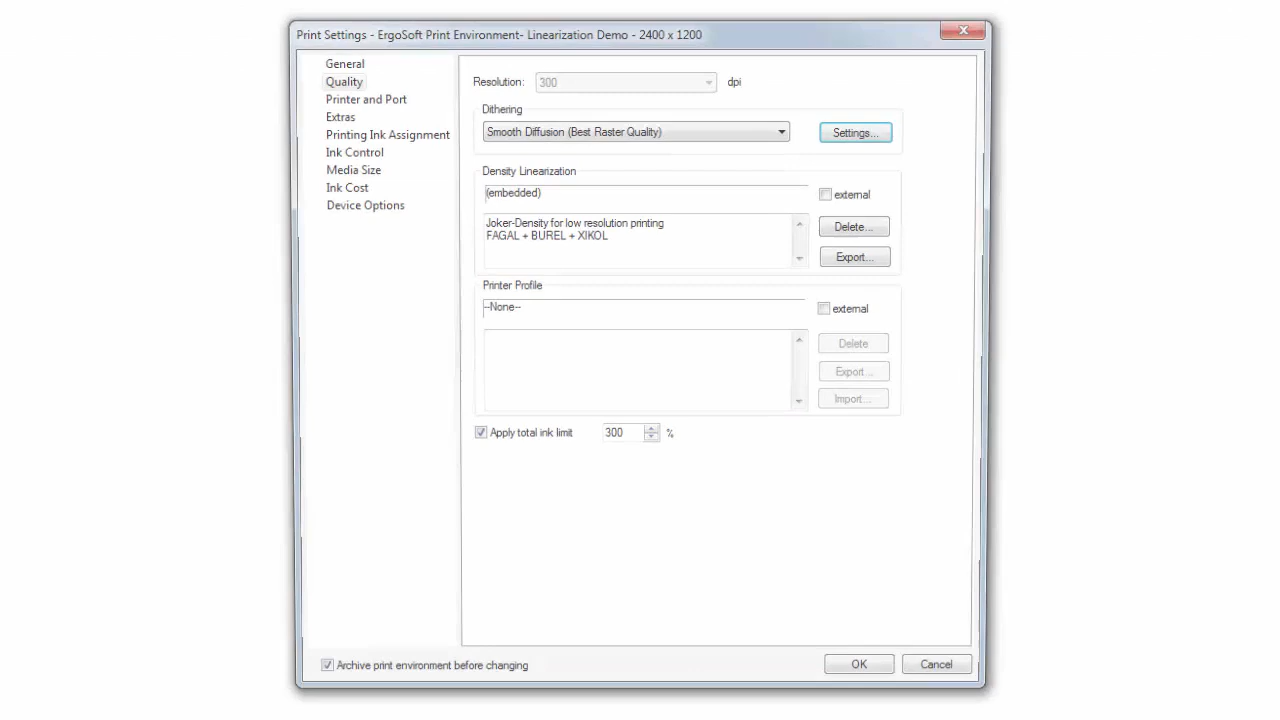 Print Settings - ErgoSoft Print Environment- Linearization Demo - 2400 x 1200
General
Quality
Printer and Port
Extras
Printing Ink Assignment
Ink Control
Media Size
Ink Cost
Device Options
Resolution: 300 dpi
Dithering
Smooth Diffusion (Best Raster Quality) Settings...
Density Linearization
(embedded) external
Joker-Density for low resolution printing
FAGAL + BUREL + XIKOL
Delete...
Export...
Printer Profile
--None-- external
Delete
Export...
Import...
Apply total ink limit 300 %
Archive print environment before changing OK Cancel